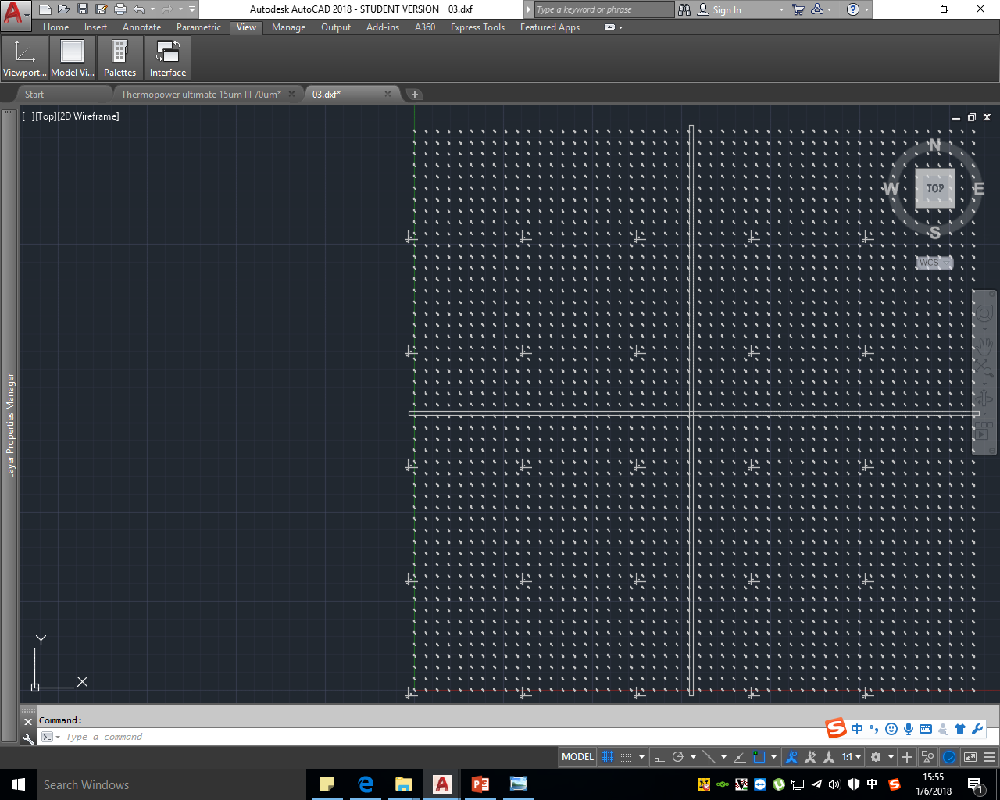 Autodesk AutoCAD 2018 - STUDENT VERSION 03.dxf
Type a keyword or phrase
Sign In
Home Insert Annotate Parametric View Manage Output Add-ins A360 Express Tools Featured Apps
Viewport... Model Vi... Palettes Interface
Start Thermopower ultimate 15um III 70um* 03.dxf*
[−][Top][2D Wireframe]
N
W TOP E
S
WCS
Layer Properties Manager
Y
X
Command:
Type a command
中
MODEL 1:1
Search Windows
中
15:55
1/6/2018
1